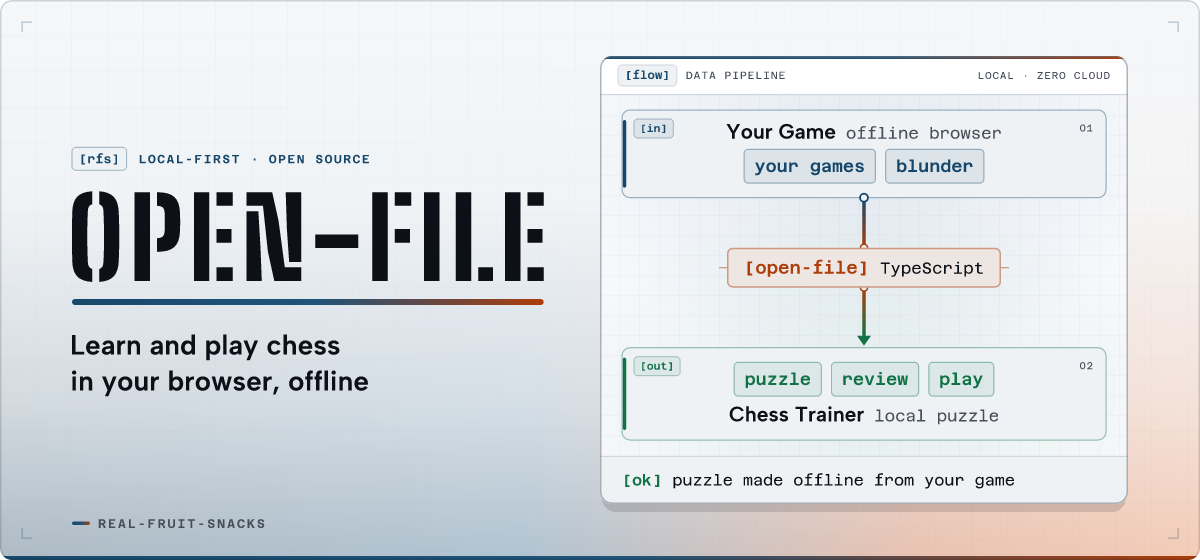 [rfs] LOCAL-FIRST · OPEN SOURCE
OPEN-FILE
Learn and play chess
in your browser, offline
REAL-FRUIT-SNACKS
[flow] DATA PIPELINE LOCAL · ZERO CLOUD
[in] Your Game offline browser 01
your games blunder
[open-file] TypeScript
[out] puzzle review play 02
Chess Trainer local puzzle
[ok] puzzle made offline from your game